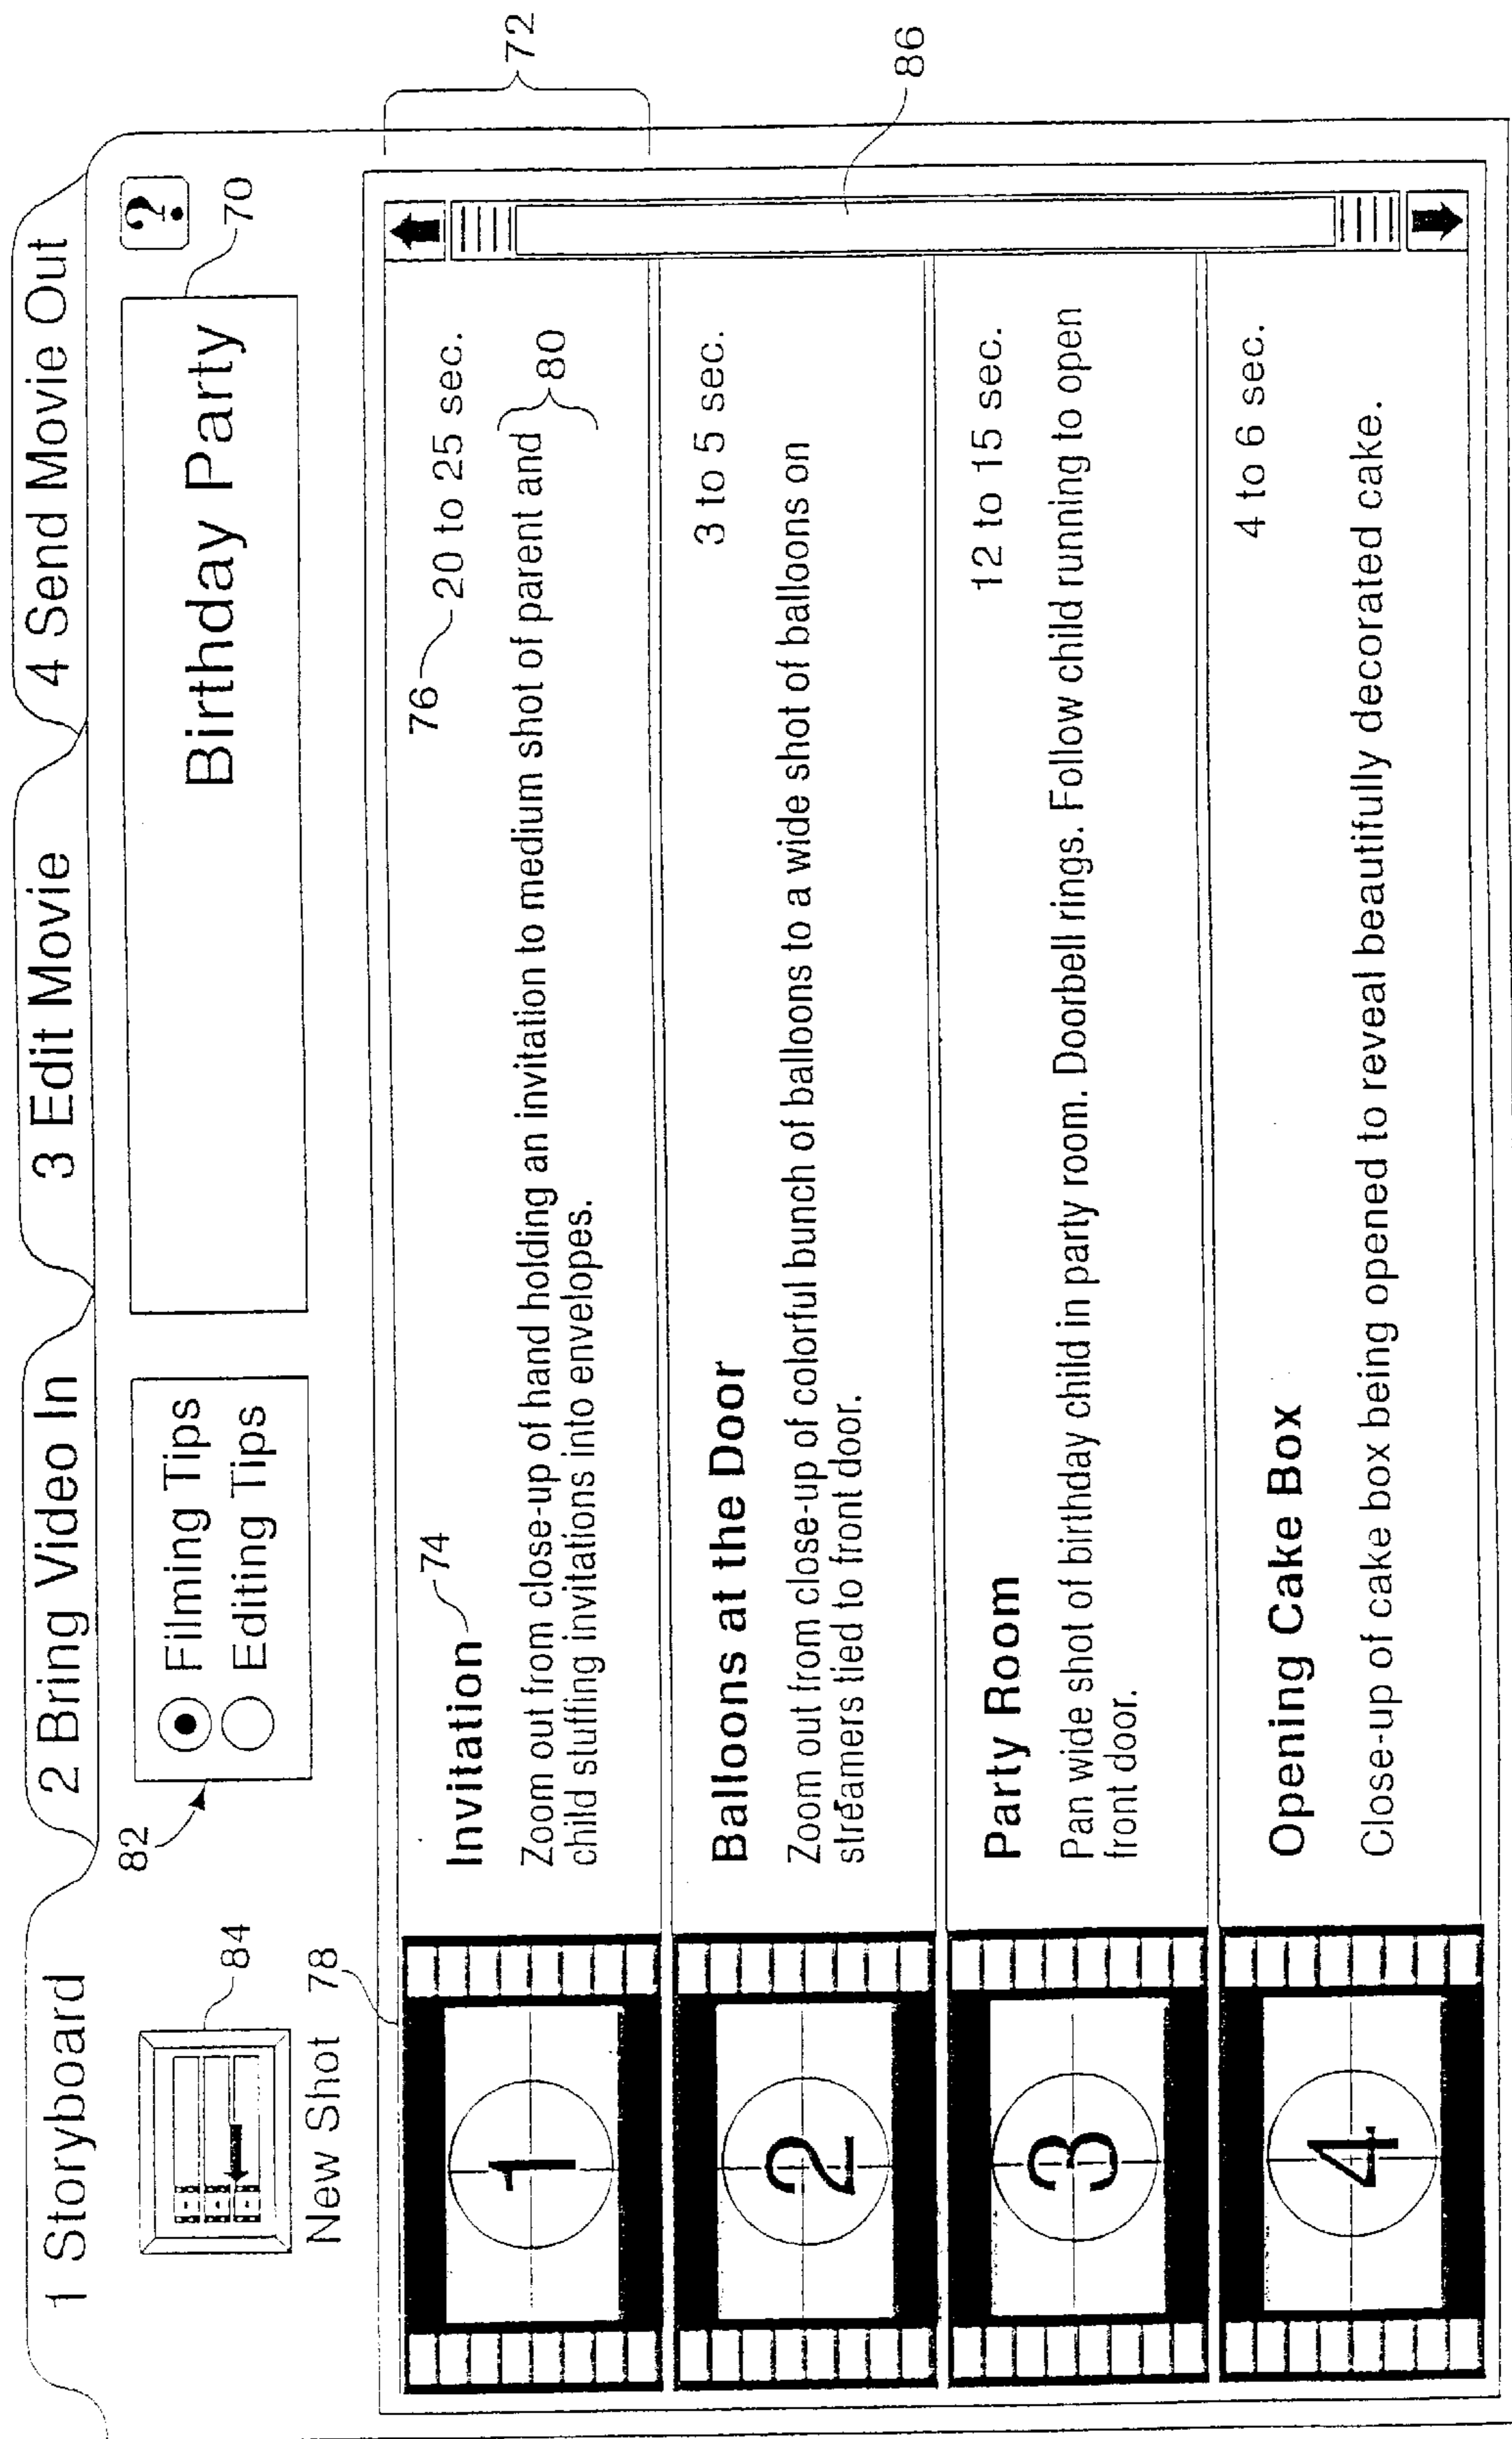 1 Storyboard
2 Bring Video In
3 Edit Movie
4 Send Movie Out
84
New Shot
82
Filming Tips
Editing Tips
Birthday Party
?
70
72
78
1
Invitation
74
76
20 to 25 sec.
Zoom out from close-up of hand holding an invitation to medium shot of parent and
child stuffing invitations into envelopes.
80
2
Balloons at the Door
3 to 5 sec.
Zoom out from close-up of colorful bunch of balloons to a wide shot of balloons on
streamers tied to front door.
86
3
Party Room
12 to 15 sec.
Pan wide shot of birthday child in party room. Doorbell rings. Follow child running to open
front door.
4
Opening Cake Box
4 to 6 sec.
Close-up of cake box being opened to reveal beautifully decorated cake.